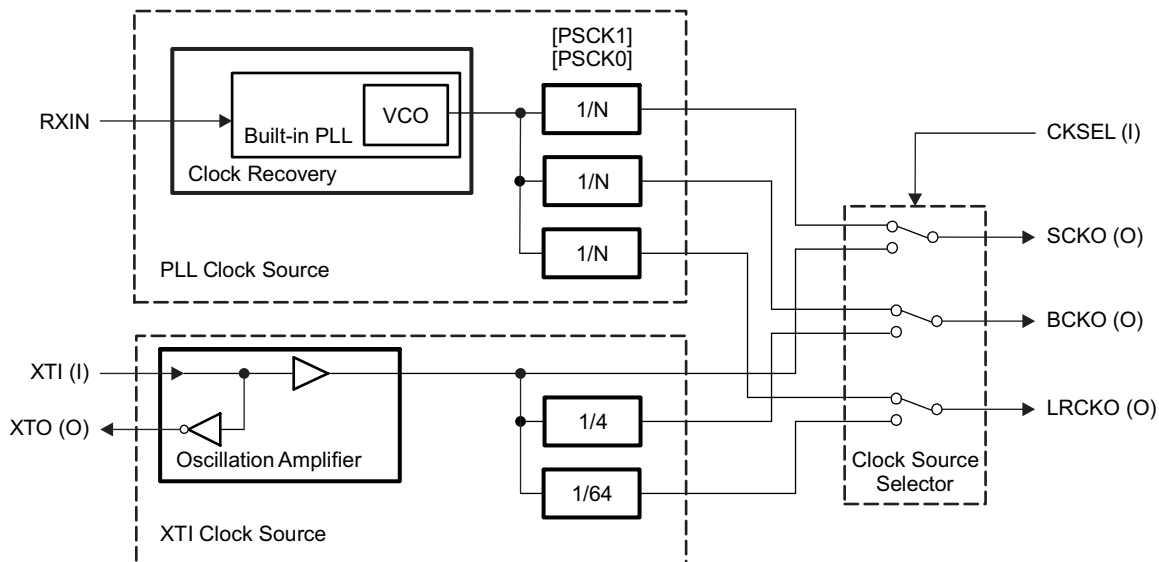 [PSCK1]
[PSCK0]
RXIN
VCO
Built-in PLL
Clock Recovery
1/N
1/N
1/N
PLL Clock Source
CKSEL (I)
SCKO (O)
BCKO (O)
LRCKO (O)
Clock Source
Selector
XTI (I)
XTO (O)
Oscillation Amplifier
1/4
1/64
XTI Clock Source